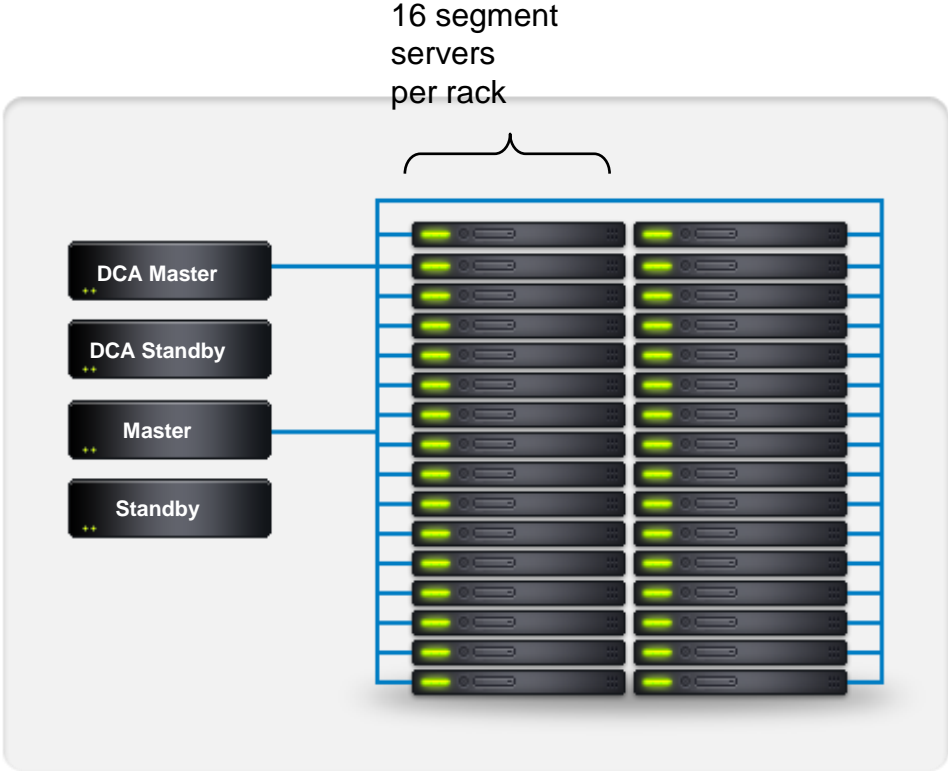 16 segment
servers
per rack
DCA Master
DCA Standby
Master
Standby